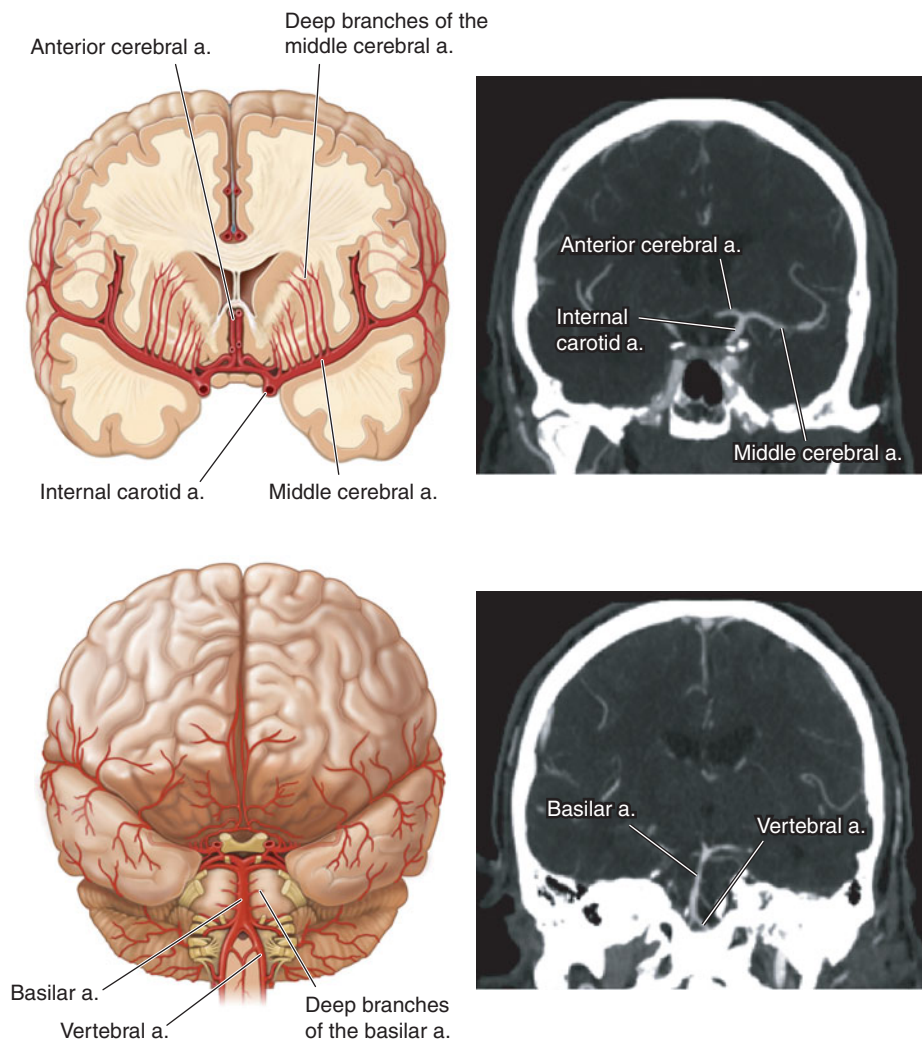 Deep branches of the
middle cerebral a.
Anterior cerebral a.
Internal carotid a.
Middle cerebral a.
Anterior cerebral a.
Internal
carotid a.
Middle cerebral a.
Basilar a.
Vertebral a.
Deep branches
of the basilar a.
Basilar a.
Vertebral a.